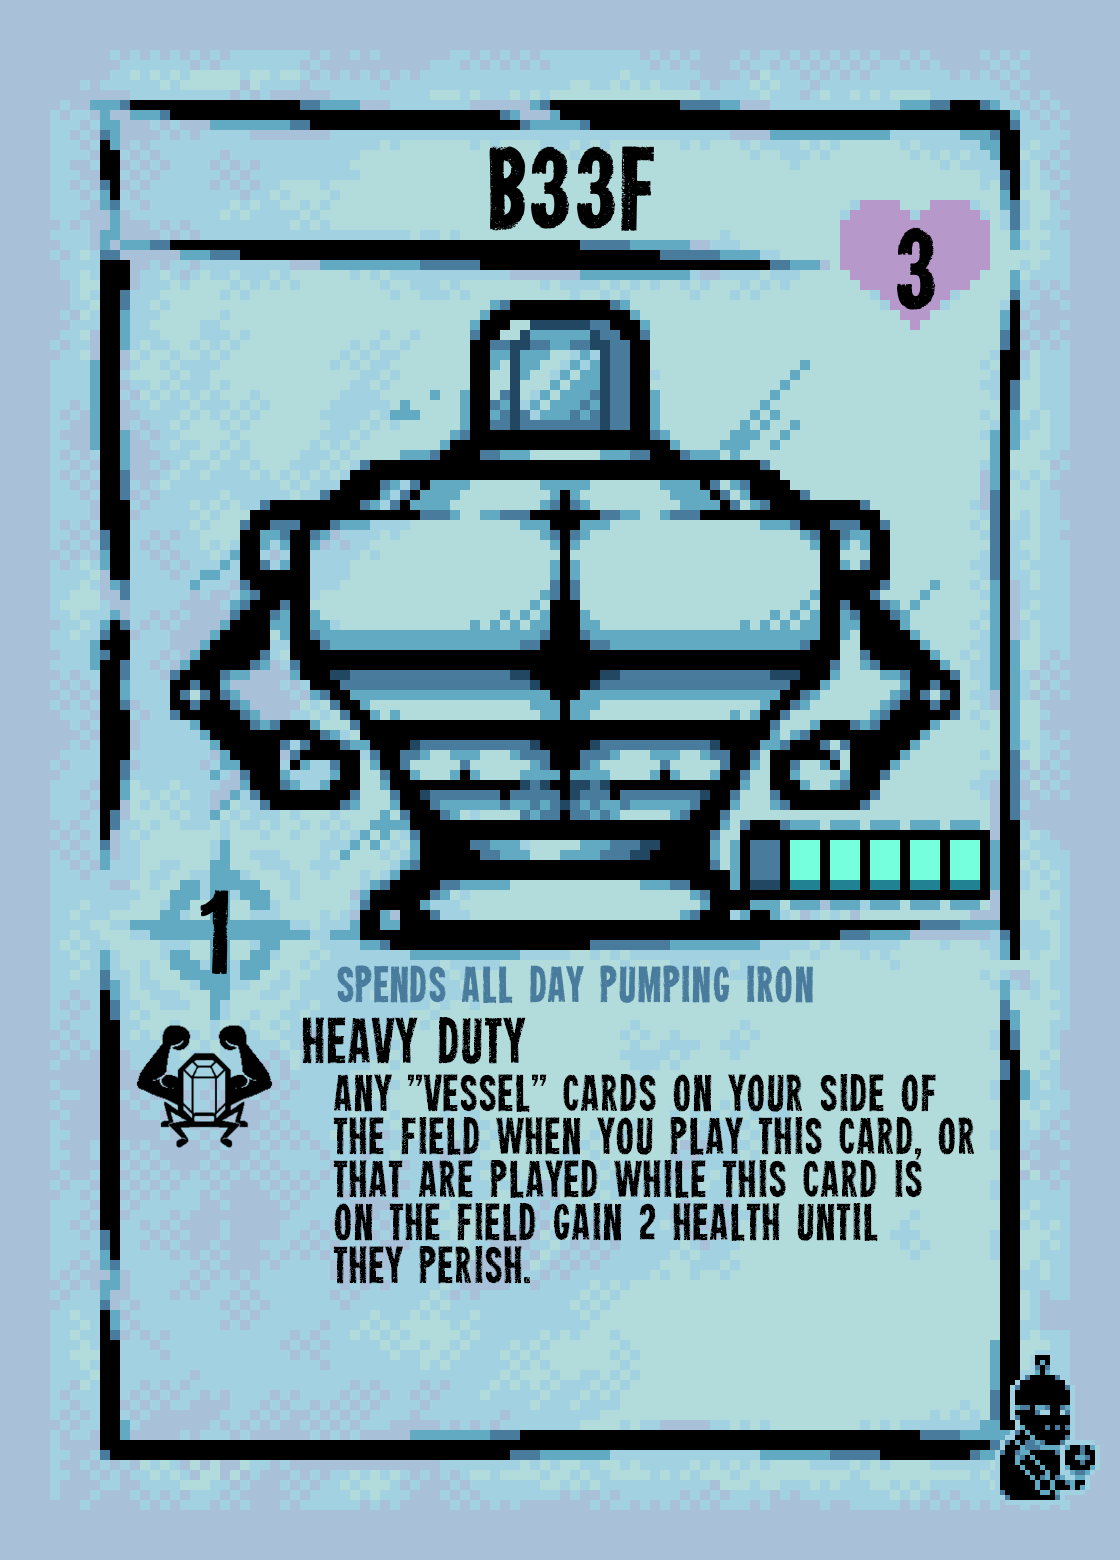 B33F
3
1
SPENDS ALL DAY PUMPING IRON
HEAVY DUTY
ANY "VESSEL" CARDS ON YOUR SIDE OF
THE FIELD WHEN YOU PLAY THIS CARD, OR
THAT ARE PLAYED WHILE THIS CARD IS
ON THE FIELD GAIN 2 HEALTH UNTIL
THEY PERISH.